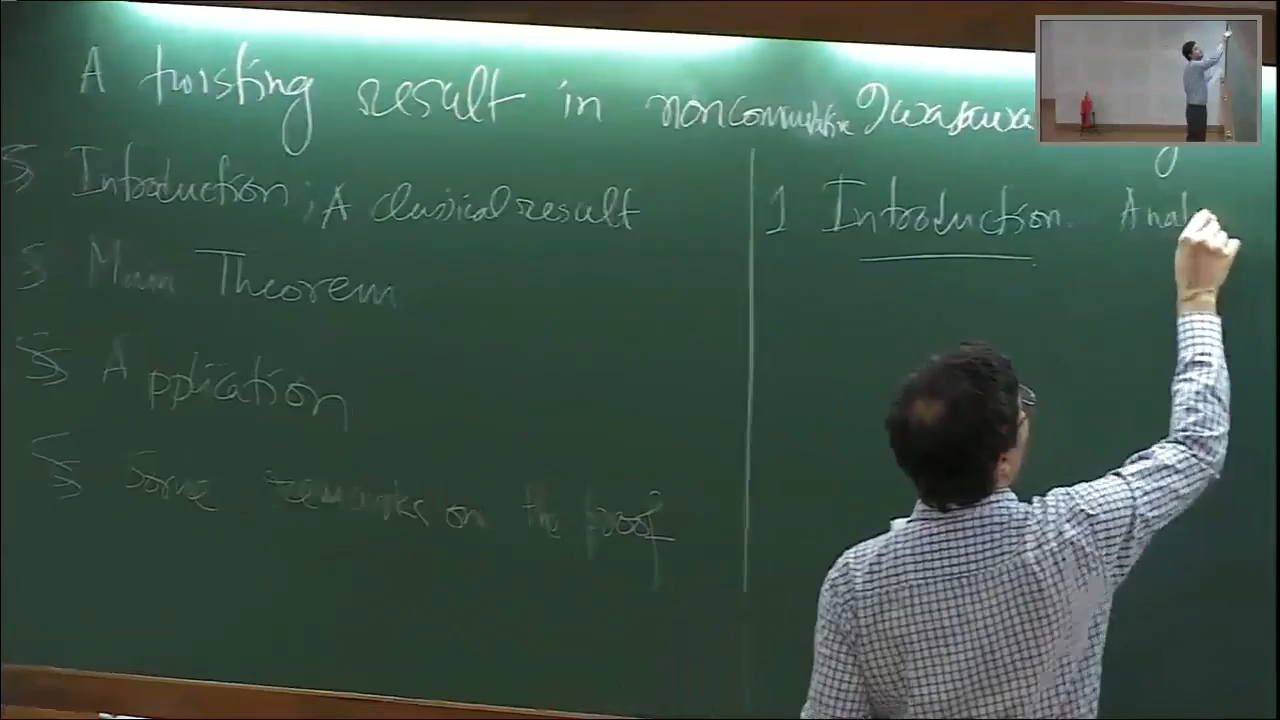 A twisting result in noncommutative Iwasawa
§ Introduction ; A classical result
§ Main Theorem
§ Application
§ Some remarks on the proof
1 Introduction. Anal